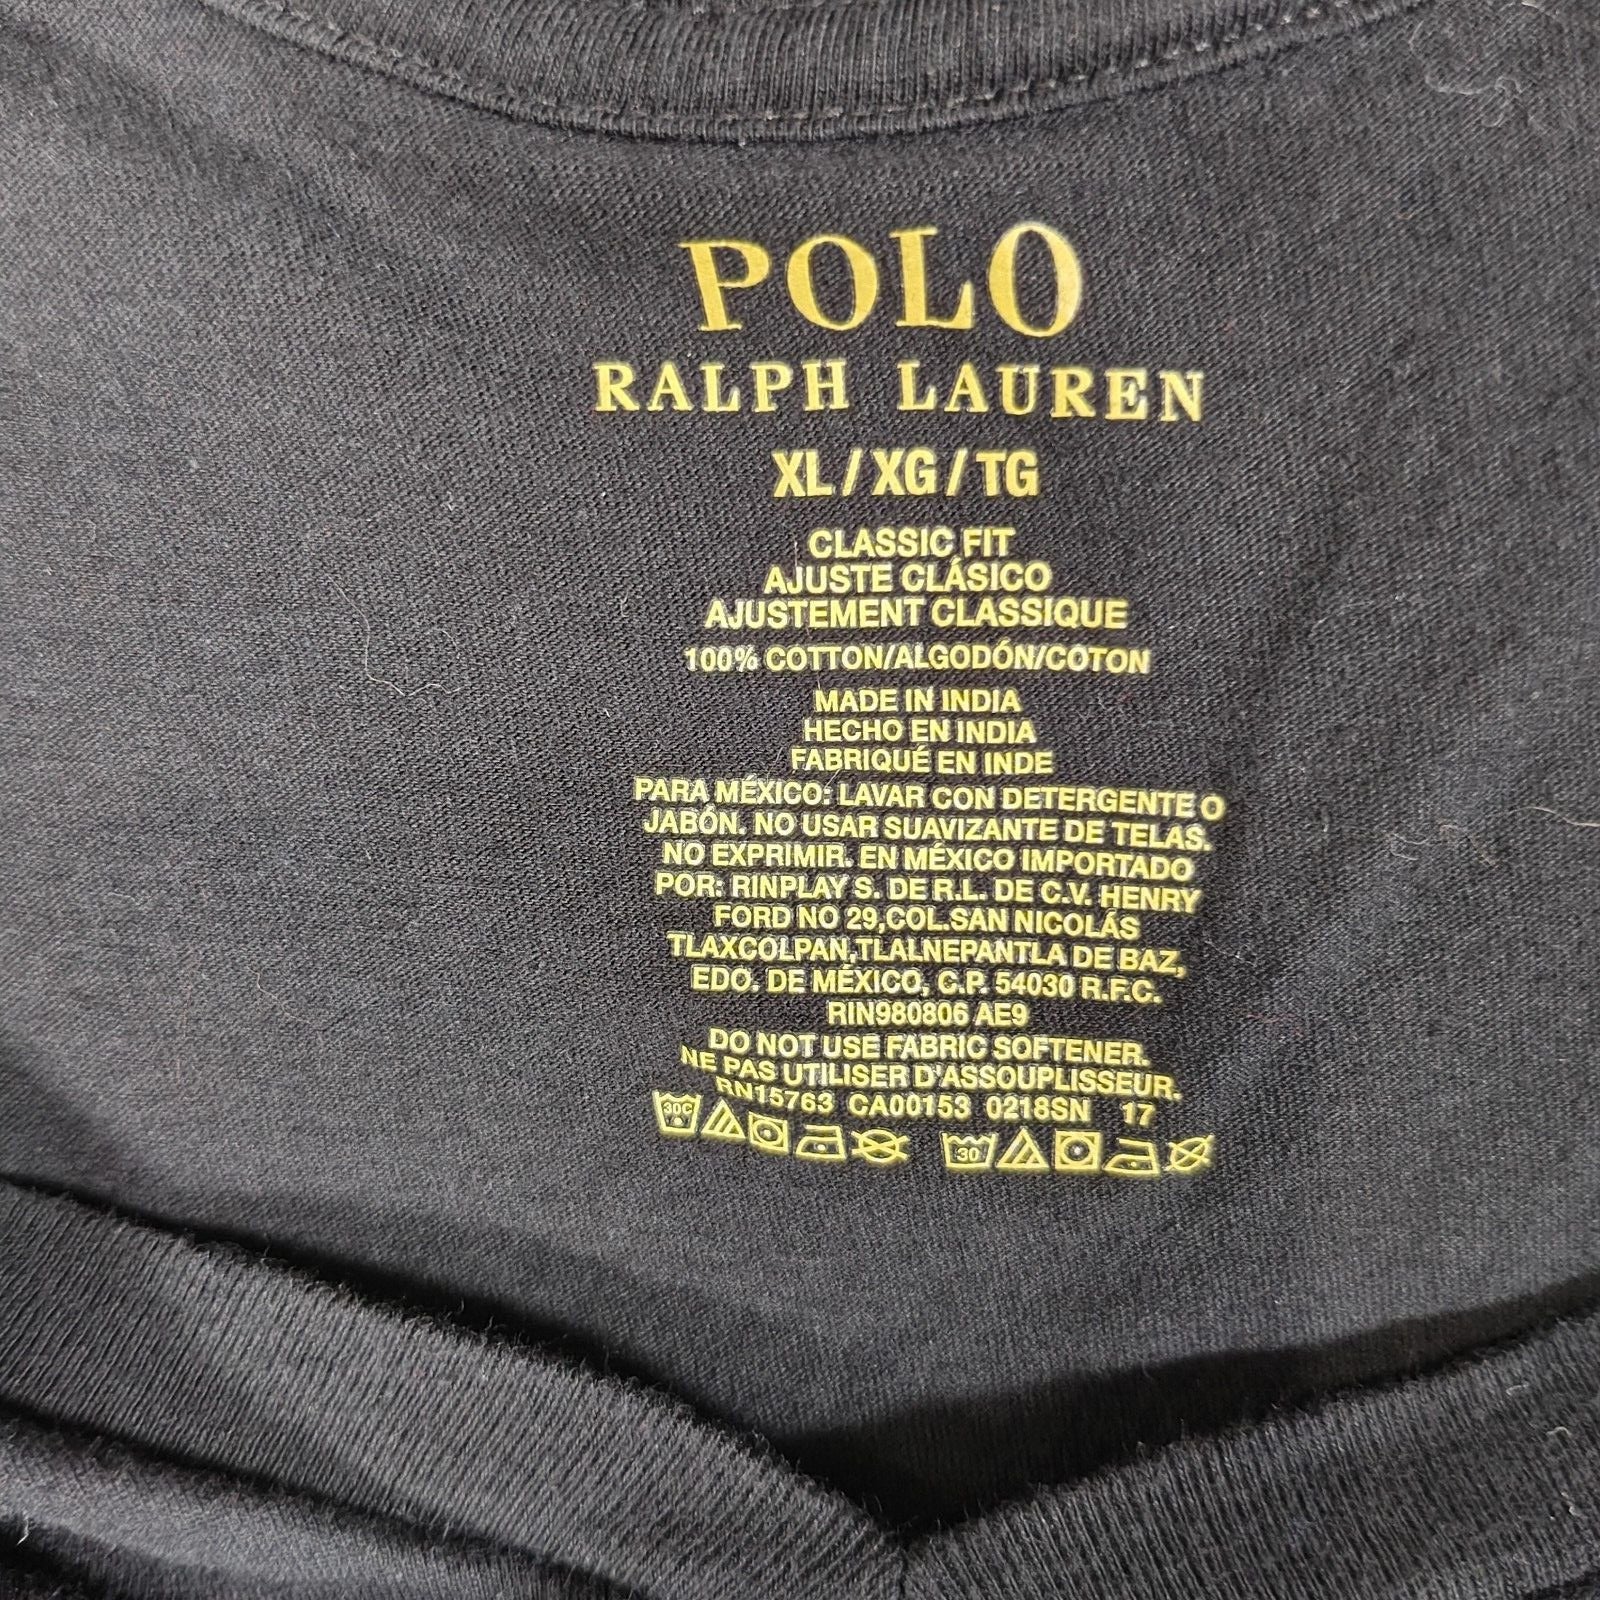 POLO
RALPH LAUREN
XL / XG / TG
CLASSIC FIT
AJUSTE CLÁSICO
AJUSTEMENT CLASSIQUE
100% COTTON/ALGODÓN/COTON
MADE IN INDIA
HECHO EN INDIA
FABRIQUÉ EN INDE
PARA MÉXICO: LAVAR CON DETERGENTE O
JABÓN. NO USAR SUAVIZANTE DE TELAS.
NO EXPRIMIR. EN MÉXICO IMPORTADO
POR: RINPLAY S. DE R.L. DE C.V. HENRY
FORD NO 29,COL.SAN NICOLÁS
TLAXCOLPAN,TLALNEPANTLA DE BAZ,
EDO. DE MÉXICO, C.P. 54030 R.F.C.
RIN980806 AE9
DO NOT USE FABRIC SOFTENER.
NE PAS UTILISER D'ASSOUPLISSEUR.
RN15763 CA00153 0218SN 17
30C 30